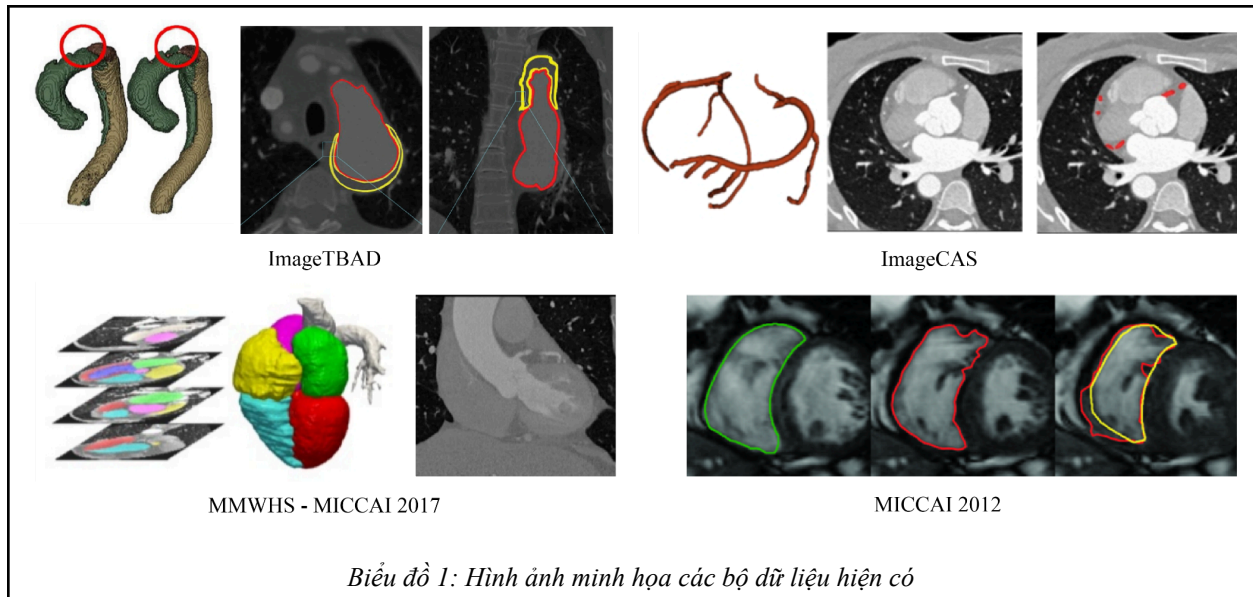 ImageTBAD
ImageCAS
MMWHS - MICCAI 2017
MICCAI 2012
Biểu đồ 1: Hình ảnh minh họa các bộ dữ liệu hiện có